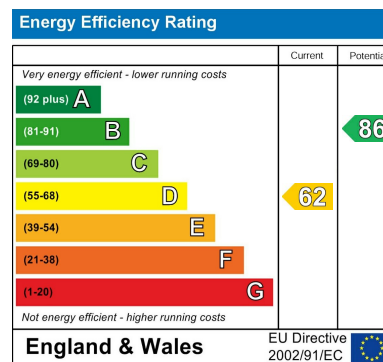 Energy Efficiency Rating
Current Potentia
Very energy efficient - lower running costs
(92 plus) A
(81-91) B 86
(69-80) C
(55-68) D 62
(39-54) E
(21-38) F
(1-20) G
Not energy efficient - higher running costs
England & Wales EU Directive
2002/91/EC